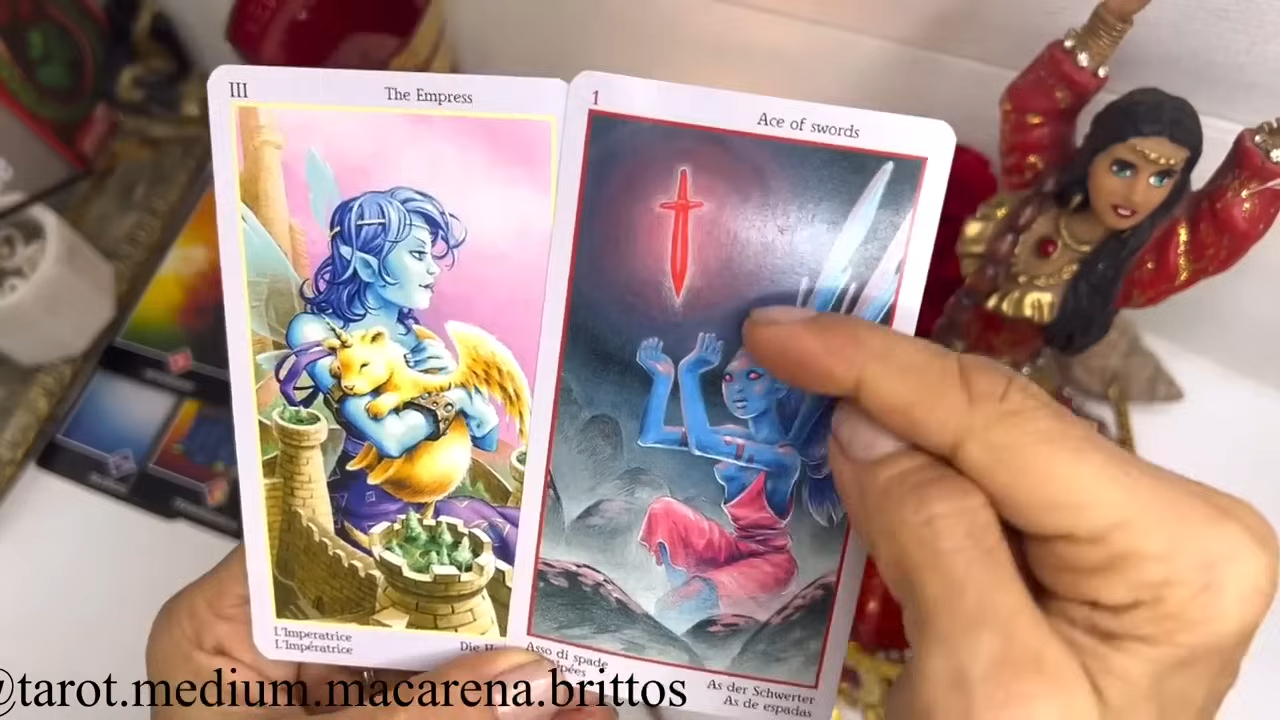 III
The Empress
L'Imperatrice
L'Impératrice
Die
1
Ace of swords
Asso di spade
As der Schwerter
As de espadas
@tarot.medium.macarena.brittos